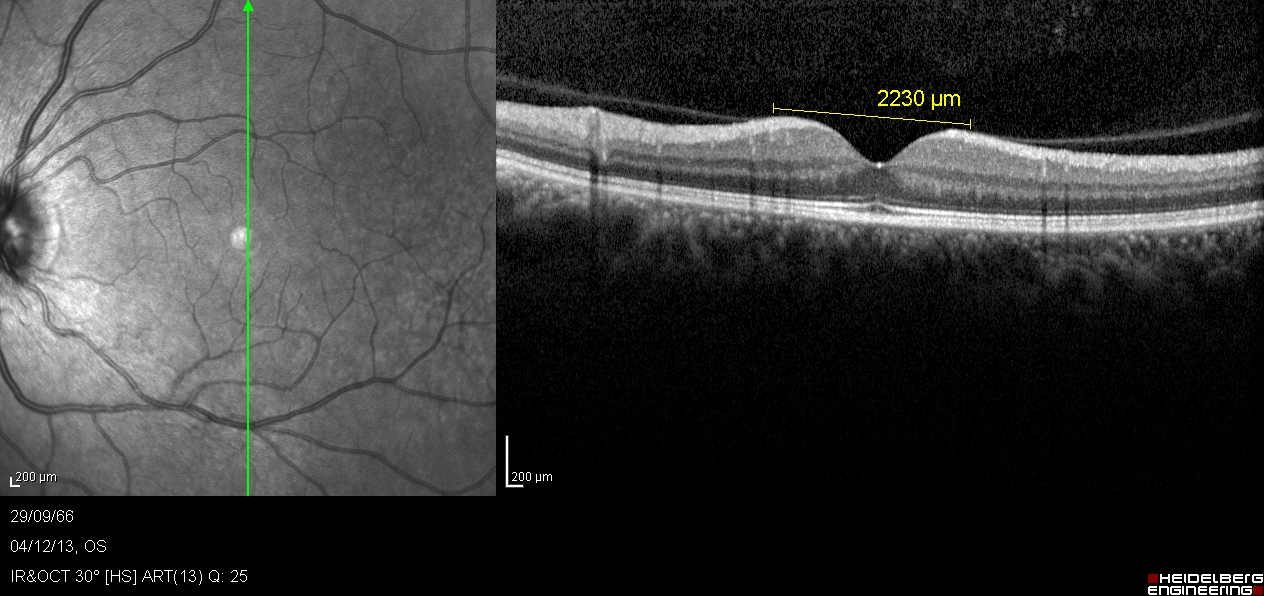 2230 µm
200 µm
200 µm
29/09/66
04/12/13, OS
IR&OCT 30° [HS] ART(13) Q: 25
HEIDELBERG
ENGINEERING